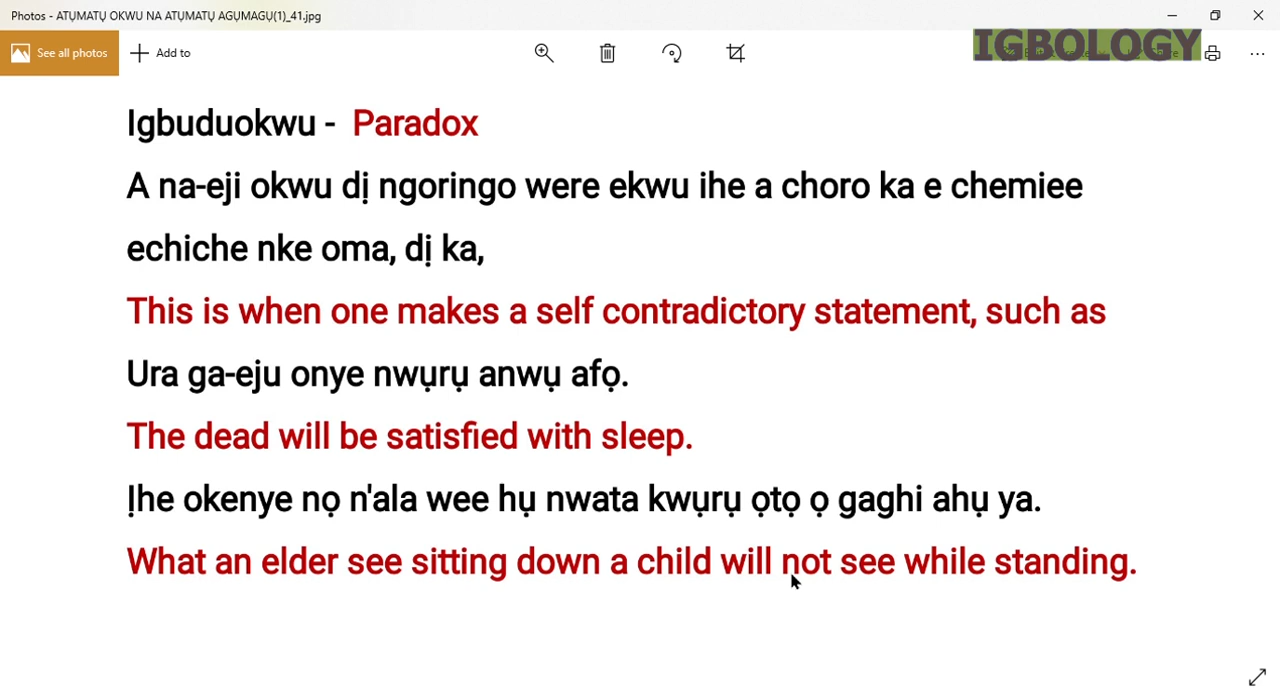 Photos - ATỤMATỤ OKWU NA ATỤMATỤ AGỤMAGỤ(1)_41.jpg
See all photos
Add to
IGBOLOGY
Igbuduokwu - Paradox
A na-eji okwu dị ngoringo were ekwu ihe a choro ka e chemiee
echiche nke oma, dị ka,
This is when one makes a self contradictory statement, such as
Ura ga-eju onye nwụrụ anwụ afọ.
The dead will be satisfied with sleep.
Ịhe okenye nọ n'ala wee hụ nwata kwụrụ ọtọ ọ gaghi ahụ ya.
What an elder see sitting down a child will not see while standing.